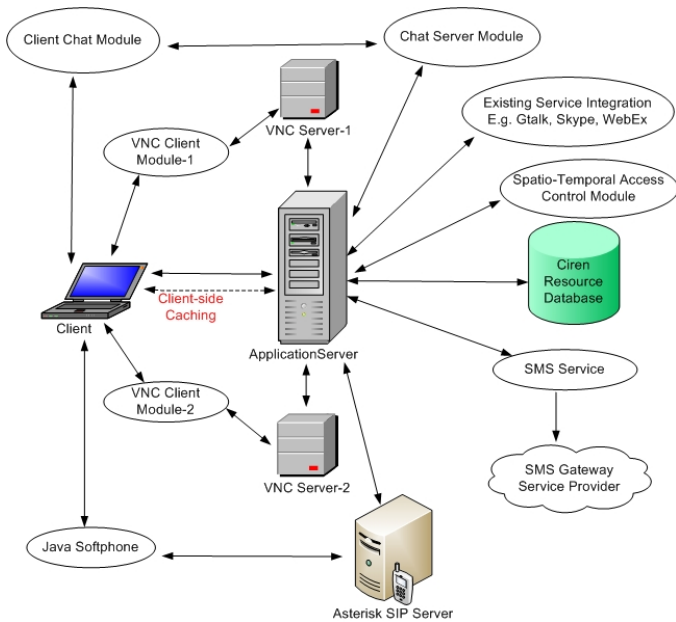 Client Chat Module
Chat Server Module
VNC Server-1
Existing Service Integration
E.g. Gtalk, Skype, WebEx
VNC Client
Module-1
Spatio-Temporal Access
Control Module
Ciren
Resource
Database
Client-side
Caching
Client
ApplicationServer
SMS Service
VNC Client
Module-2
VNC Server-2
SMS Gateway
Service Provider
Java Softphone
Asterisk SIP Server